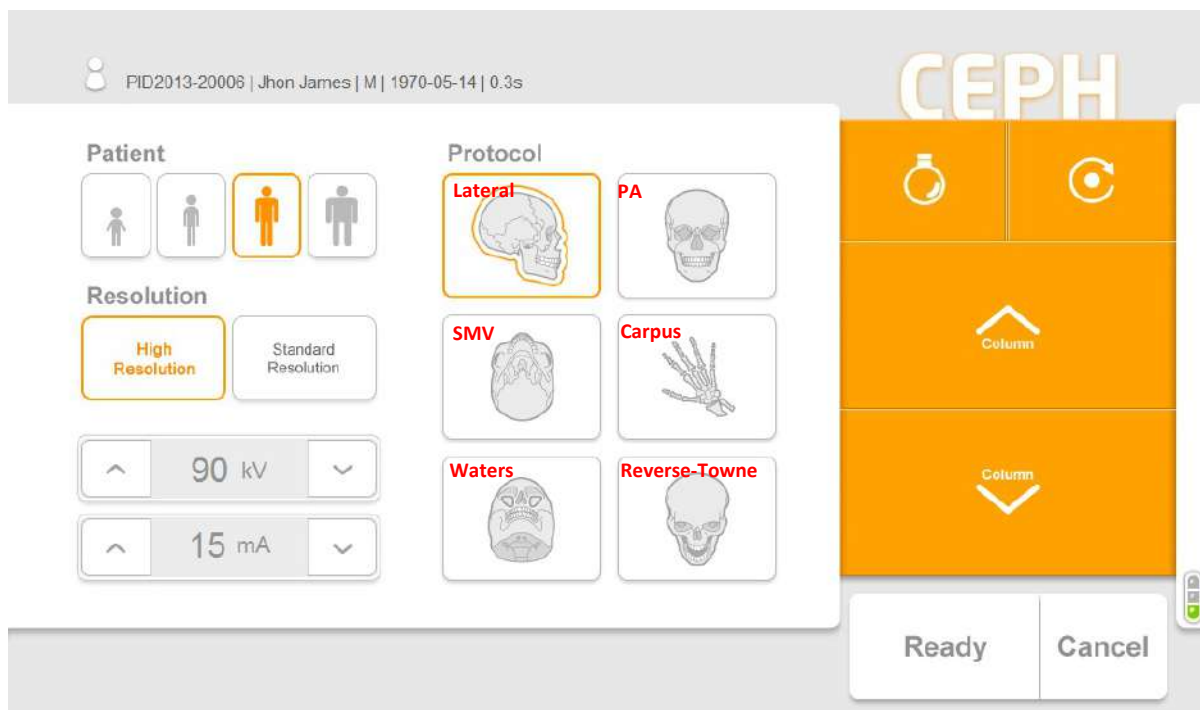 PID2013-20006 | Jhon James | M | 1970-05-14 | 0.3s
CEPH
Patient
Protocol
Lateral
PA
Resolution
High
Resolution
Standard
Resolution
SMV
Carpus
Column
90 kV
Waters
Reverse-Towne
Column
15 mA
Ready
Cancel